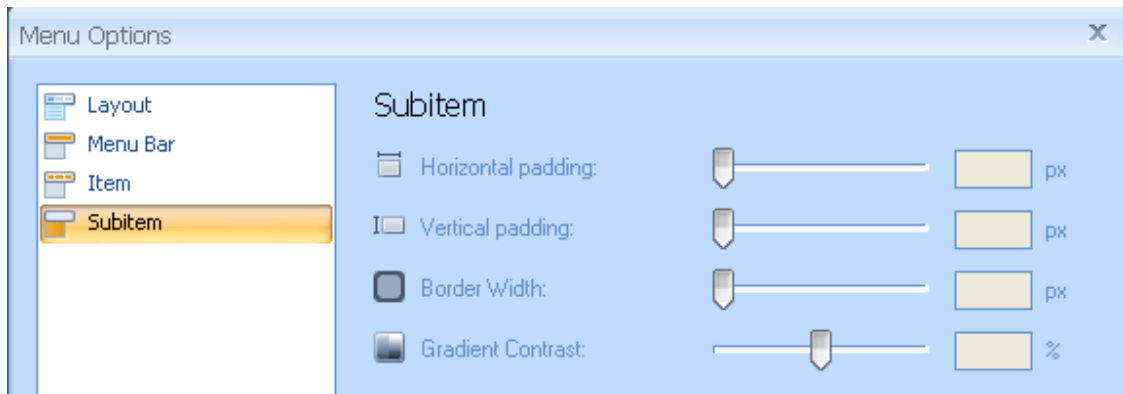 Menu Options
Layout
Menu Bar
Item
Subitem
Subitem
Horizontal padding: px
Vertical padding: px
Border Width: px
Gradient Contrast: %